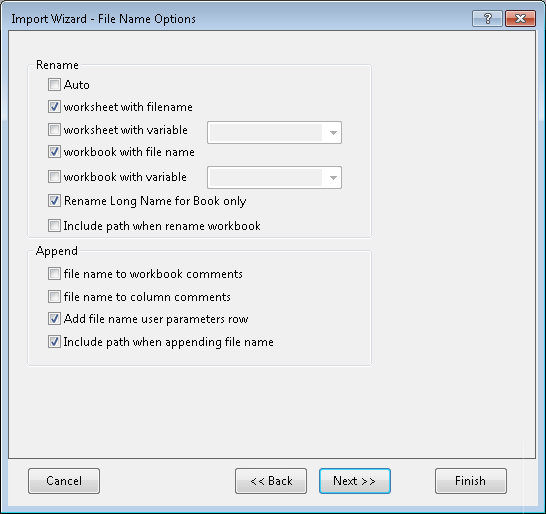 Import Wizard - File Name Options
?
Rename
Auto
worksheet with filename
worksheet with variable
workbook with file name
workbook with variable
Rename Long Name for Book only
Include path when rename workbook
Append
file name to workbook comments
file name to column comments
Add file name user parameters row
Include path when appending file name
Cancel << Back Next >> Finish